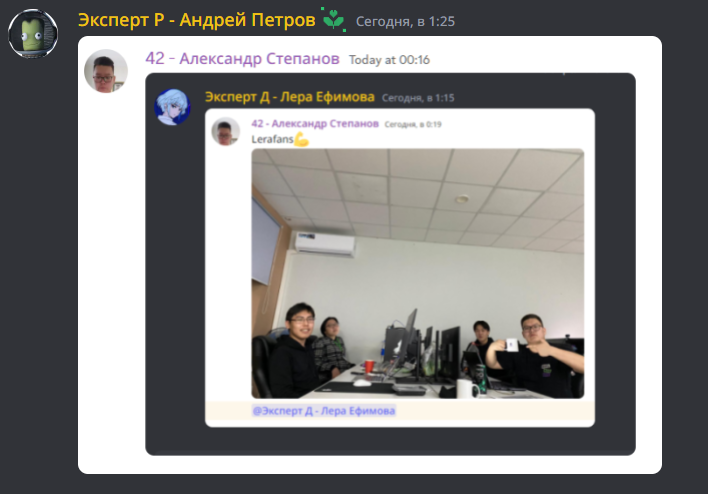 Эксперт Р - Андрей Петров Сегодня, в 1:25
42 - Александр Степанов Today at 00:16
Эксперт Д - Лера Ефимова Сегодня, в 1:15
42 - Александр Степанов Сегодня, в 0:19
Lerafans💪
@Эксперт Д - Лера Ефимова